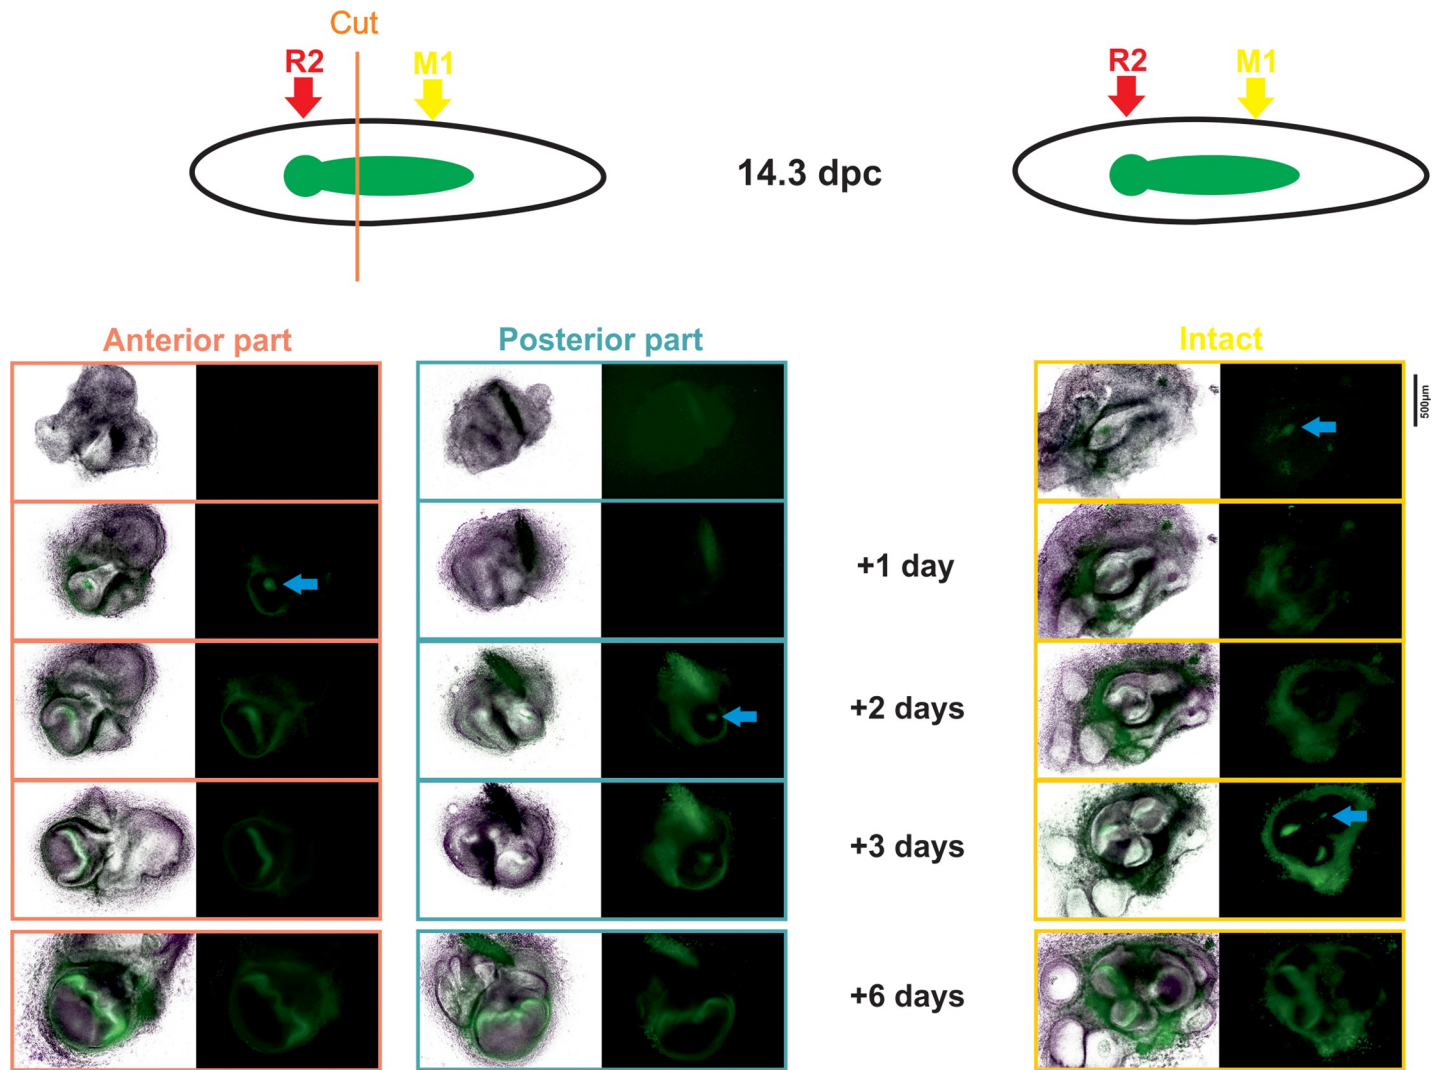 Cut
R2
M1
R2
M1
14.3 dpc
Anterior part
Posterior part
Intact
500µm
+1 day
+2 days
+3 days
+6 days